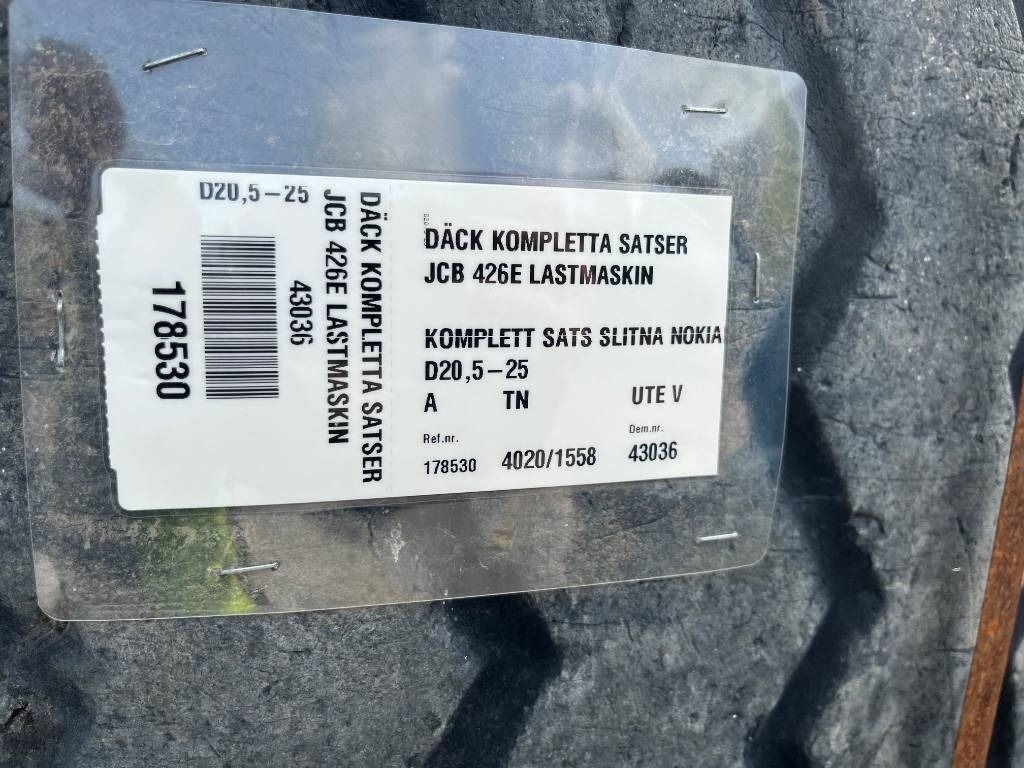 D20,5-25
178530
43036
JCB 426E LASTMASKIN
DÄCK KOMPLETTA SATSER
DÄCK KOMPLETTA SATSER
JCB 426E LASTMASKIN
KOMPLETT SATS SLITNA NOKIA
D20,5-25
A TN UTE V
Ref.nr. Dem.nr.
178530 4020/1558 43036